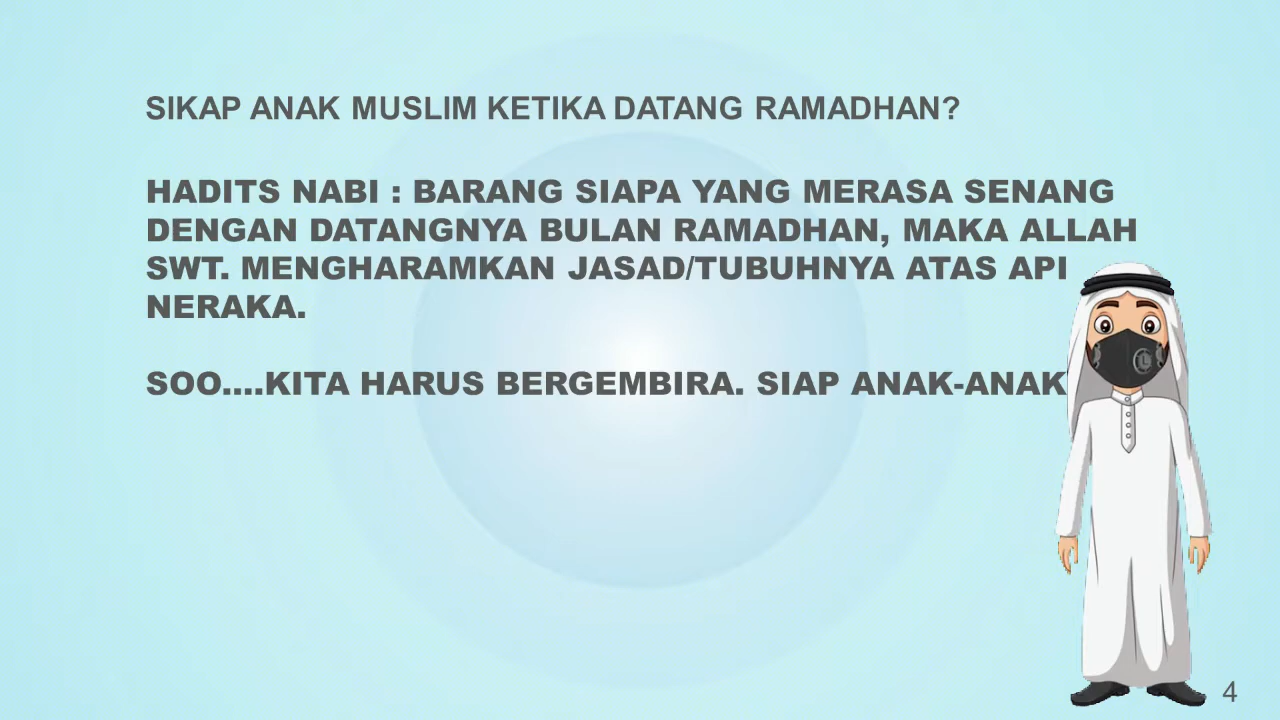 SIKAP ANAK MUSLIM KETIKA DATANG RAMADHAN?
HADITS NABI : BARANG SIAPA YANG MERASA SENANG
DENGAN DATANGNYA BULAN RAMADHAN, MAKA ALLAH
SWT. MENGHARAMKAN JASAD/TUBUHNYA ATAS API
NERAKA.
SOO....KITA HARUS BERGEMBIRA. SIAP ANAK-ANAK
4